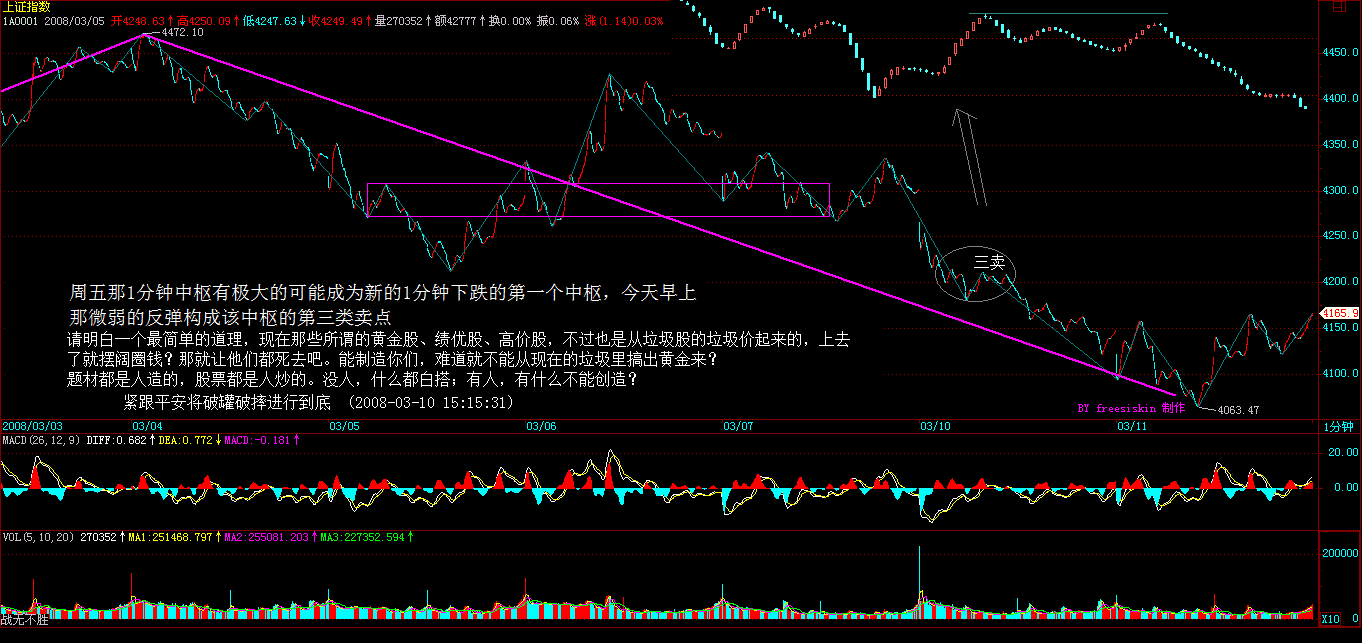 上证指数
1A0001 2008/03/05 开4248.63↑高4250.09↑低4247.63↓收4249.49↑量270352↑额42777↑换0.00% 振0.06% 涨(1.14)0.03%
4472.10
4450.0
4400.0
4350.0
4300.0
4250.0
4200.0
三卖
周五那1分钟中枢有极大的可能成为新的1分钟下跌的第一个中枢，今天早上
那微弱的反弹构成该中枢的第三类卖点
4165.9
4150.0
请明白一个最简单的道理，现在那些所谓的黄金股、绩优股、高价股，不过也是从垃圾股的垃圾价起来的，上去
了就摆阔圈钱？那就让他们都死去吧。能制造你们，难道就不能从现在的垃圾里搞出黄金来？
题材都是人造的，股票都是人炒的。没人，什么都白搭；有人，有什么不能创造？
4100.0
紧跟平安将破罐破摔进行到底 （2008-03-10 15:15:31）
BY freesiskin 制作
4063.47
2008/03/03 03/04 03/05 03/06 03/07 03/10 03/11 1分钟
MACD(26,12,9) DIFF:0.682↑DEA:0.772↓MACD:-0.181↑
20.00
0.00
VOL(5,10,20) 270352↑MA1:251468.797↑MA2:255081.203↑MA3:227352.594↑
200000
战无不胜
X10 0